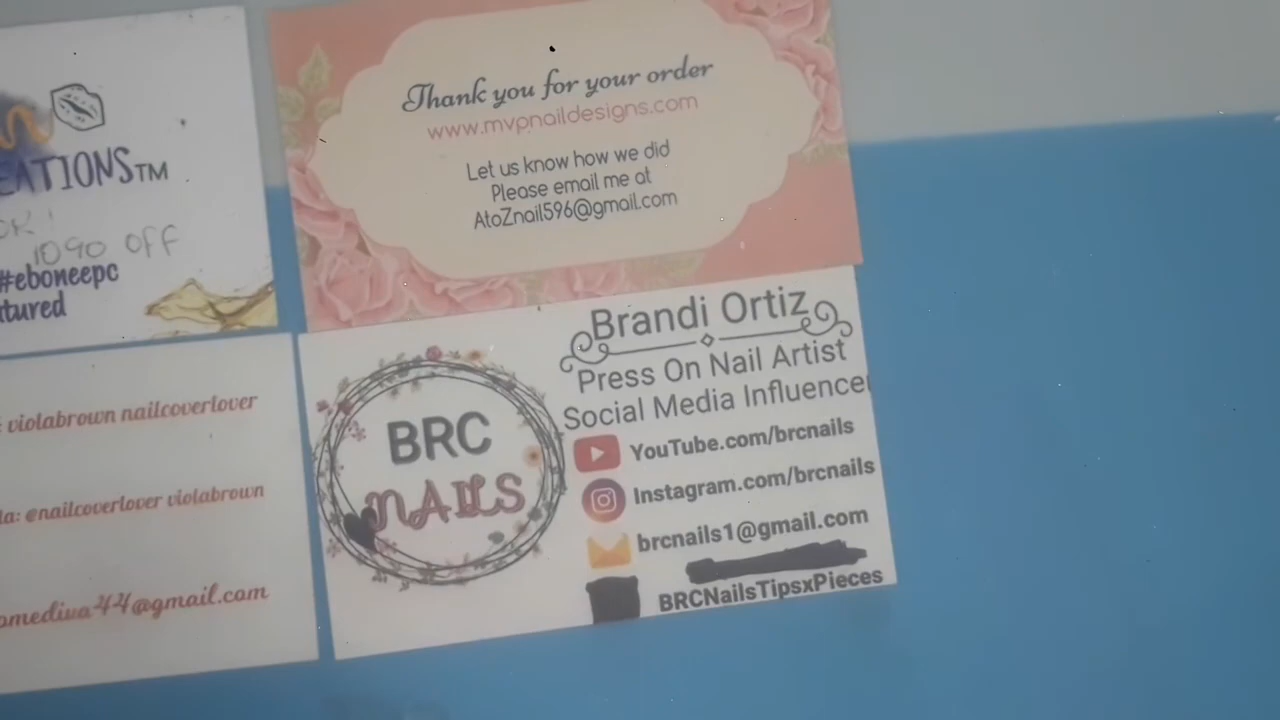 EATIONS™
10% OFF
#eboneepc
tured
Thank you for your order
www.mvpnaildesigns.com
Let us know how we did
Please email me at
AtoZnail596@gmail.com
violabrown nailcoverlover
la: @nailcoverlover violabrown
omediva44@gmail.com
BRC
NAILS
Brandi Ortiz
Press On Nail Artist
Social Media Influencer
YouTube.com/brcnails
Instagram.com/brcnails
brcnails1@gmail.com
BRCNailsTipsxPieces